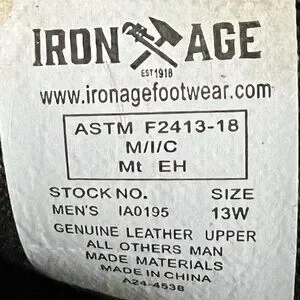 IRON AGE
EST 1918
www.ironagefootwear.com
ASTM F2413-18
M/I/C
Mt EH
STOCK NO. SIZE
MEN'S IA0195 13W
GENUINE LEATHER UPPER
ALL OTHERS MAN
MADE MATERIALS
MADE IN CHINA
A24-4538